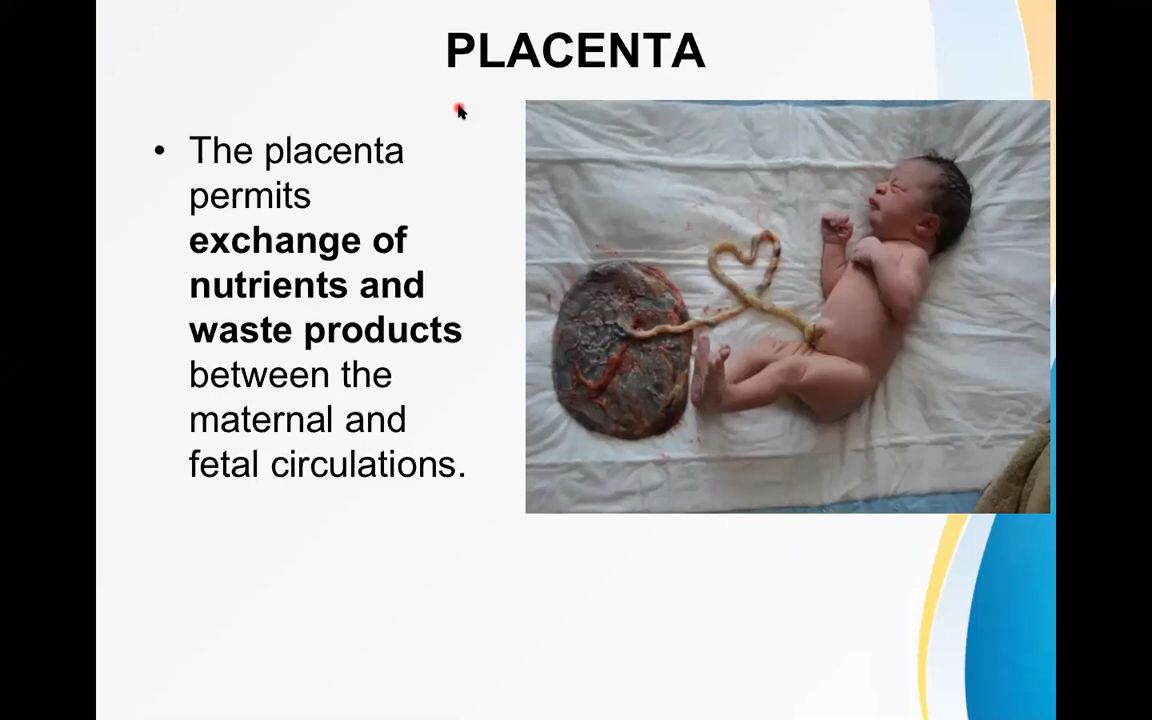 PLACENTA
• The placenta
permits
exchange of
nutrients and
waste products
between the
maternal and
fetal circulations.